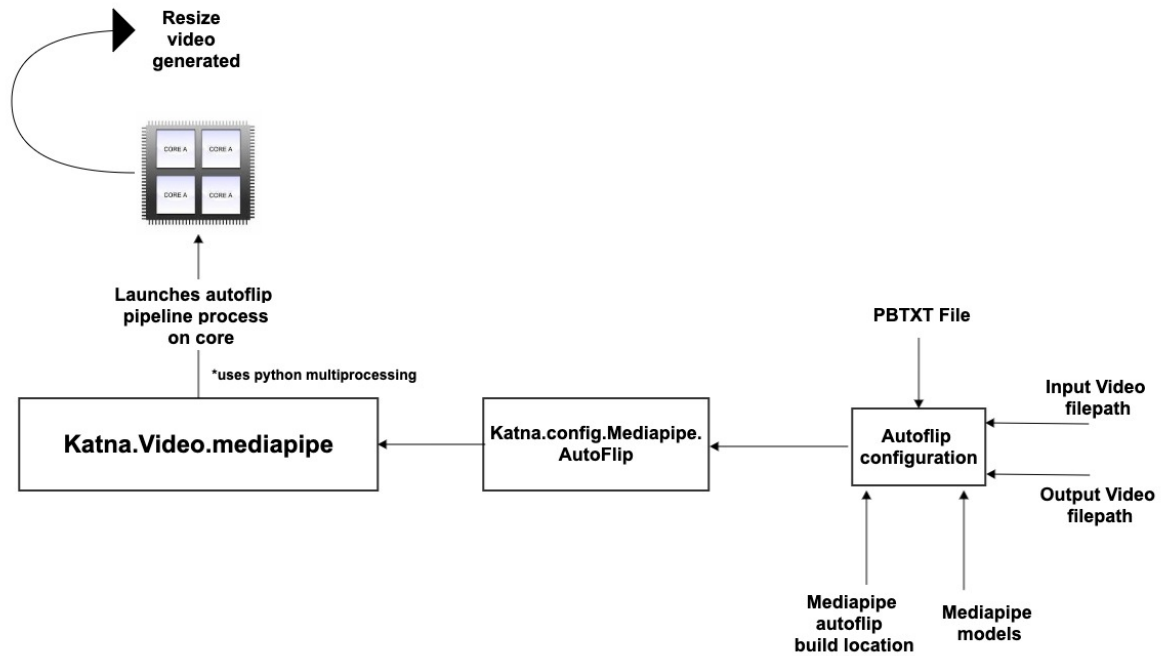 Resize
video
generated
CORE A
CORE A
CORE A
CORE A
Launches autoflip
pipeline process
on core
*uses python multiprocessing
Katna.Video.mediapipe
Katna.config.Mediapipe.
AutoFlip
PBTXT File
Autoflip
configuration
Input Video
filepath
Output Video
filepath
Mediapipe
autoflip
build location
Mediapipe
models